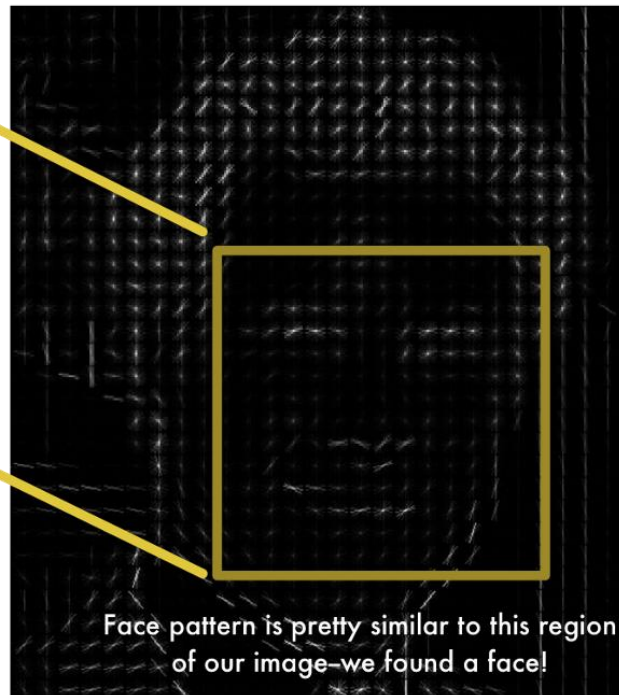 Face pattern is pretty similar to this region
of our image–we found a face!